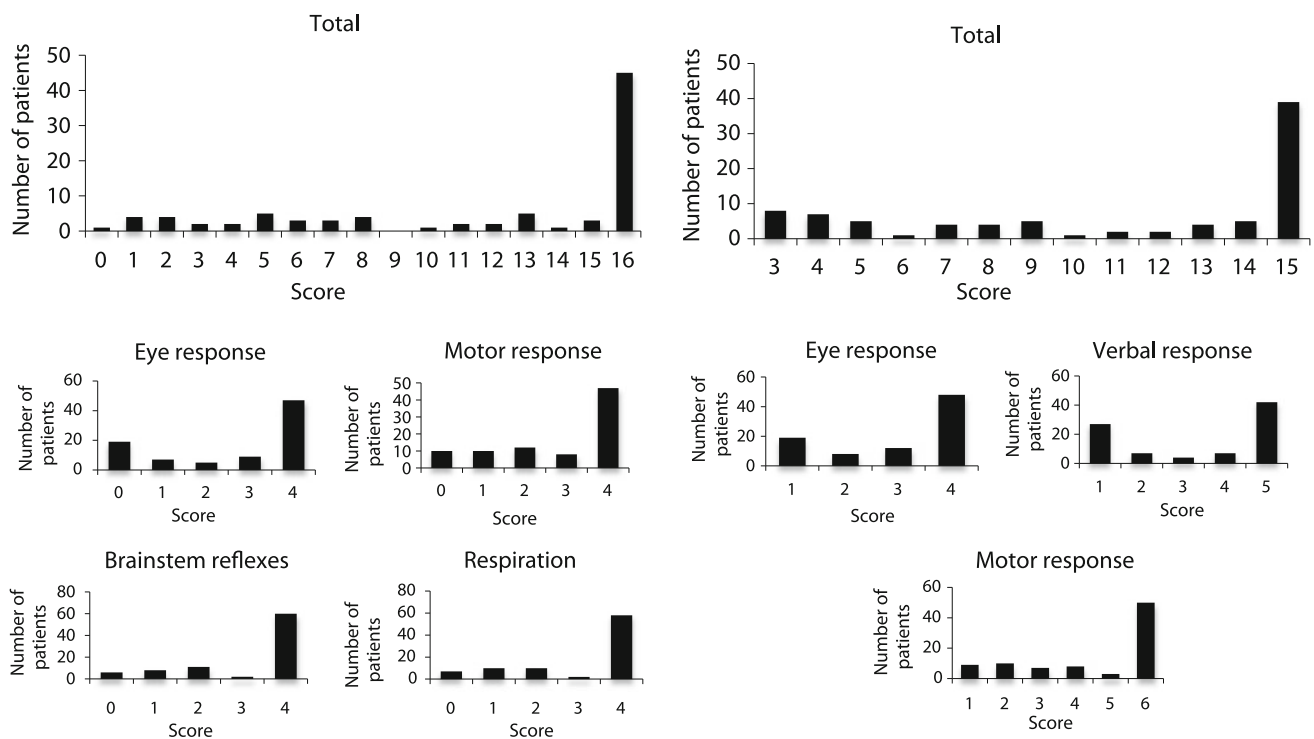 Total
Number of patients
50
40
30
20
10
0
0 1 2 3 4 5 6 7 8 9 10 11 12 13 14 15 16
Score
Total
Number of patients
50
40
30
20
10
0
3 4 5 6 7 8 9 10 11 12 13 14 15
Score
Eye response
Number of
patients
60
40
20
0
0 1 2 3 4
Score
Motor response
Number of
patients
50
40
30
20
10
0
0 1 2 3 4
Score
Eye response
Number of
patients
60
40
20
0
1 2 3 4
Score
Verbal response
Number of
patients
60
40
20
0
1 2 3 4 5
Score
Brainstem reflexes
Number of
patients
80
60
40
20
0
0 1 2 3 4
Score
Respiration
Number of
patients
80
60
40
20
0
0 1 2 3 4
Score
Motor response
Number of
patients
60
40
20
0
1 2 3 4 5 6
Score